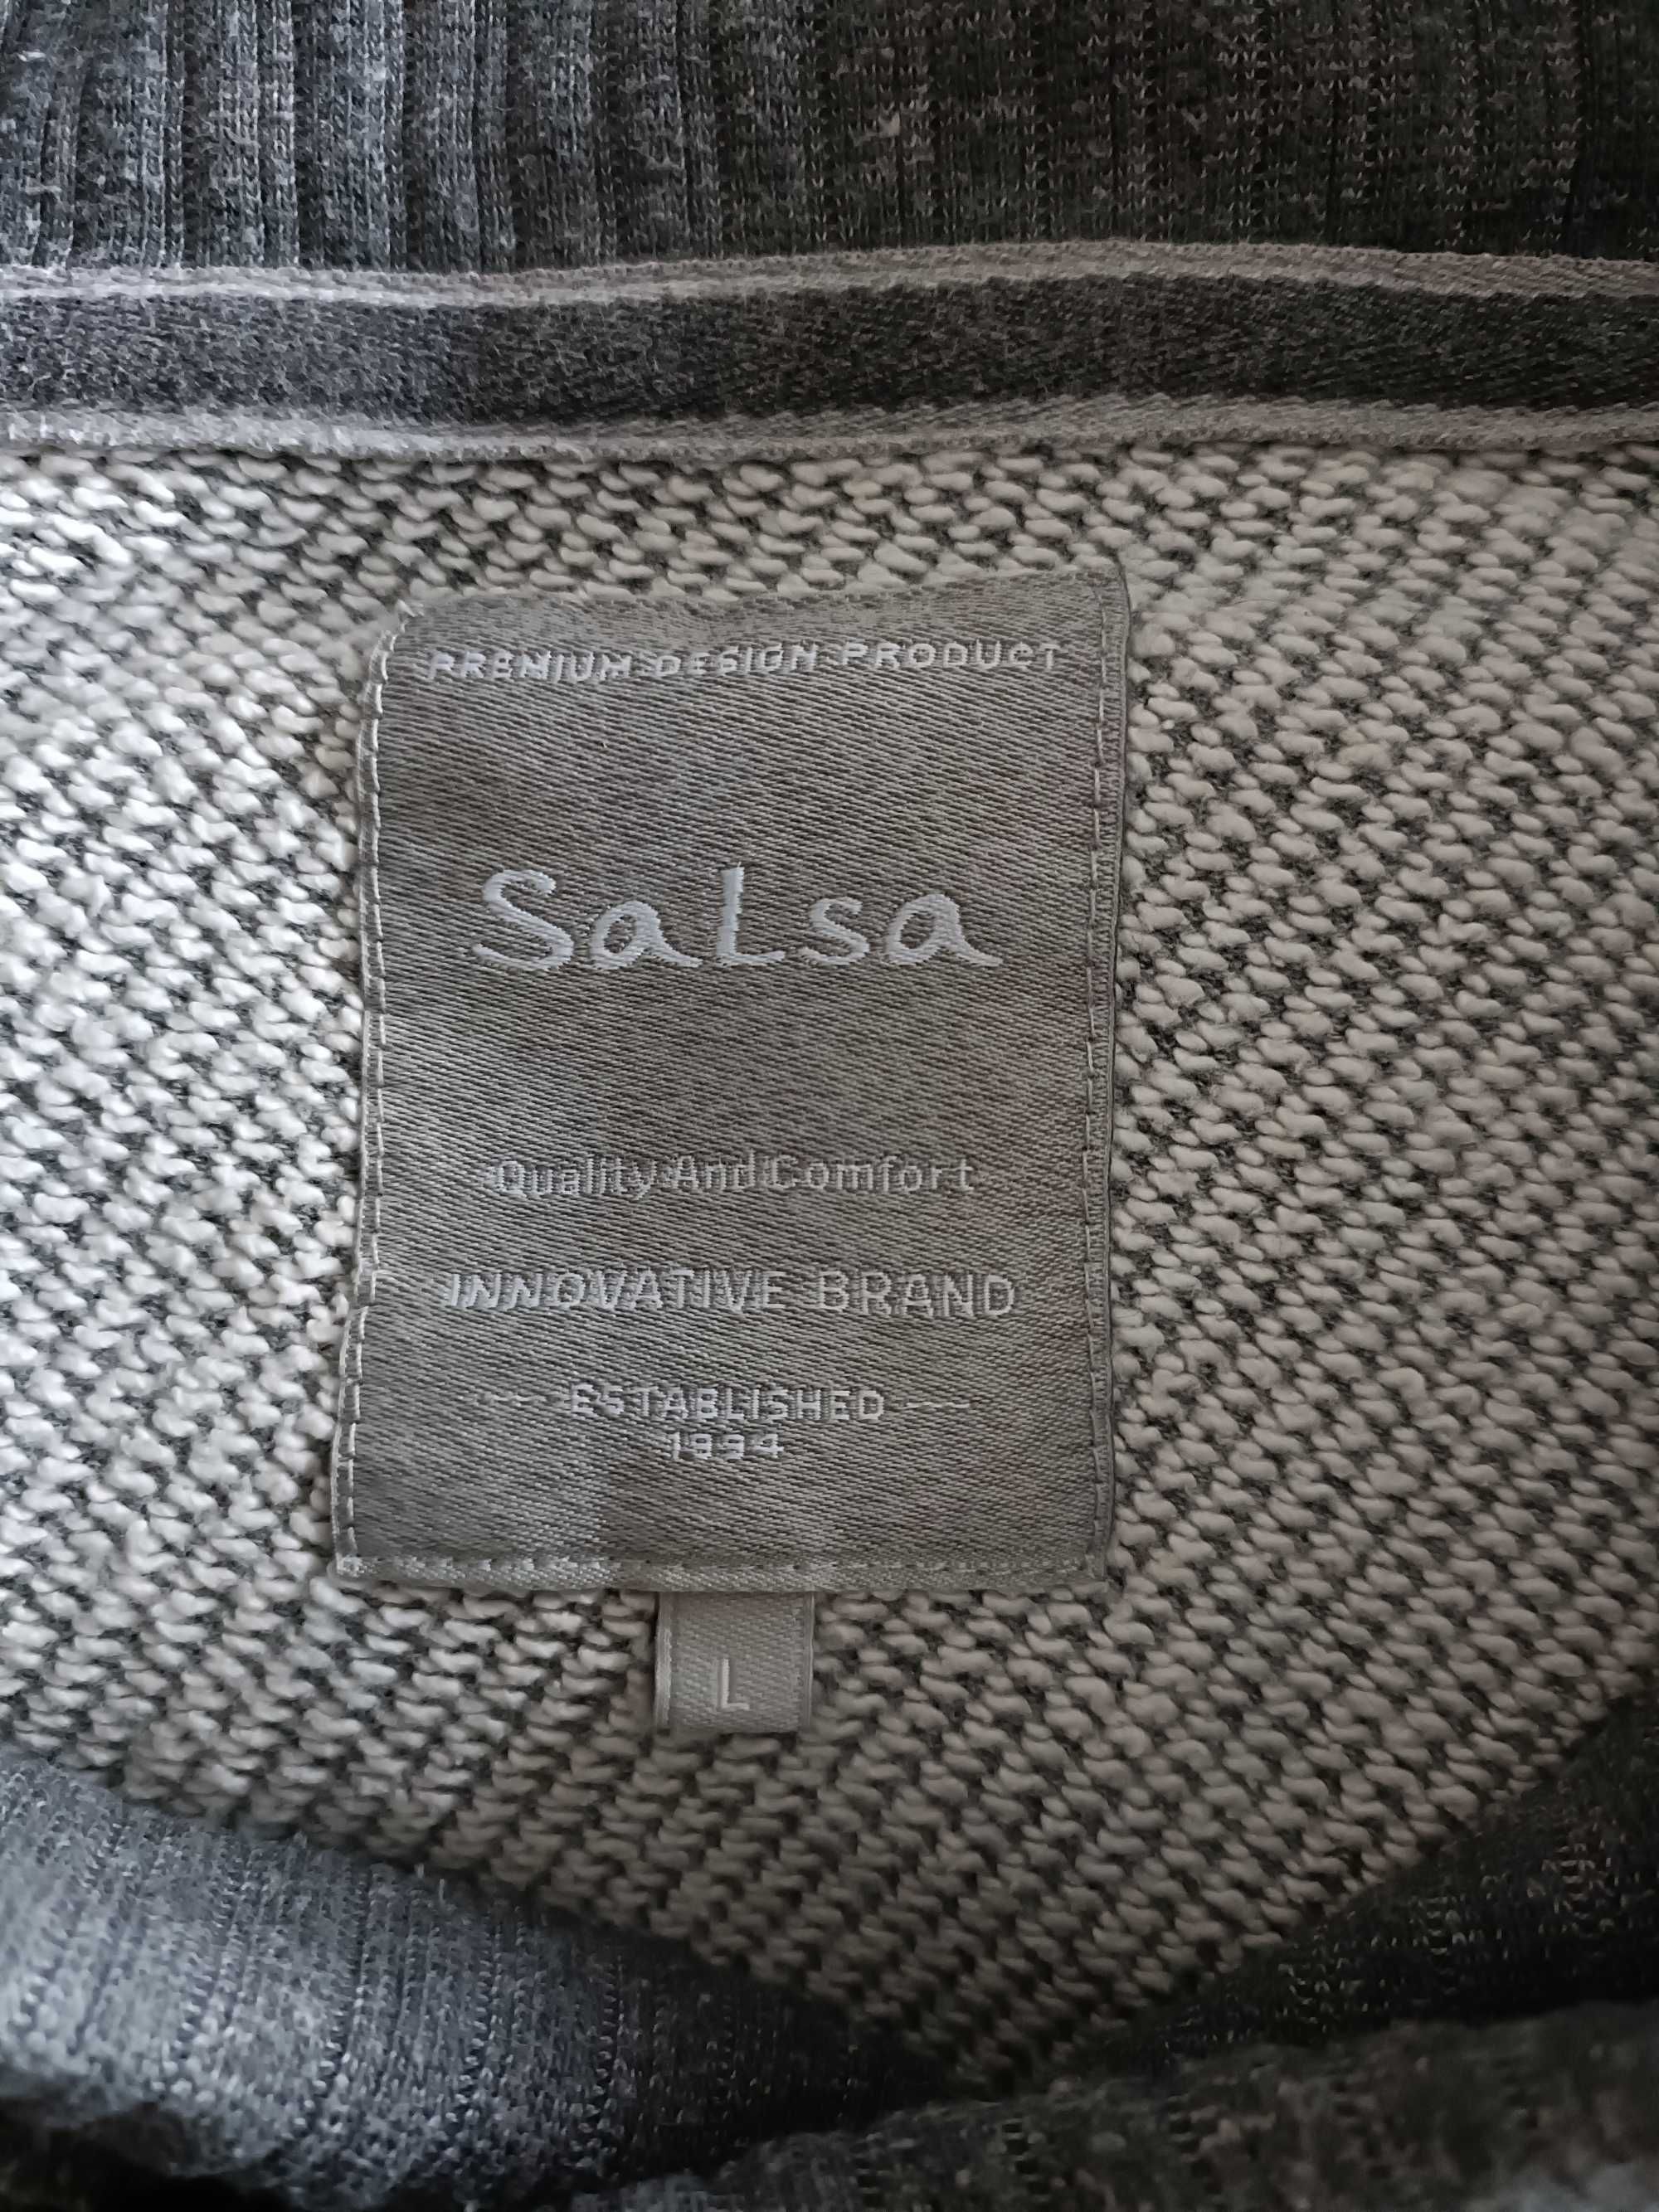 PREMIUM DESIGN PRODUCT
Salsa
Quality And Comfort
INNOVATIVE BRAND
ESTABLISHED
1994
L